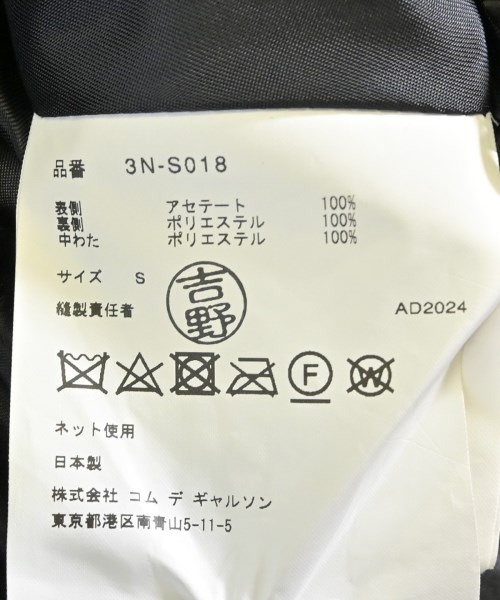 品番 3N-S018
表側 アセテート 100%
裏側 ポリエステル 100%
中わた ポリエステル 100%
サイズ S
吉野
縫製責任者
AD2024
F
W
ネット使用
日本製
株式会社 コム デ ギャルソン
東京都港区南青山5-11-5